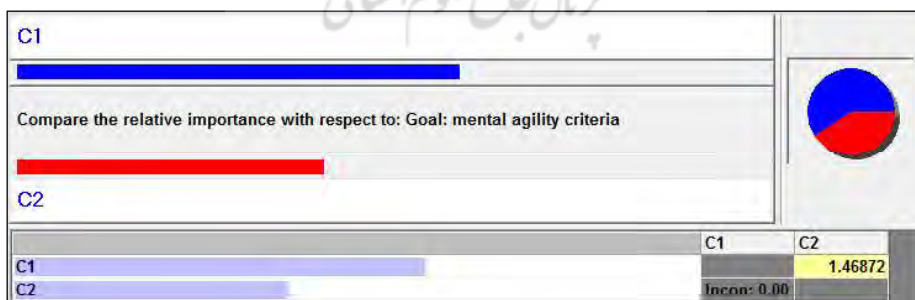 C1
Compare the relative importance with respect to: Goal: mental agility criteria
C2
C1 C2
C1 1.46872
C2 Incon: 0.00